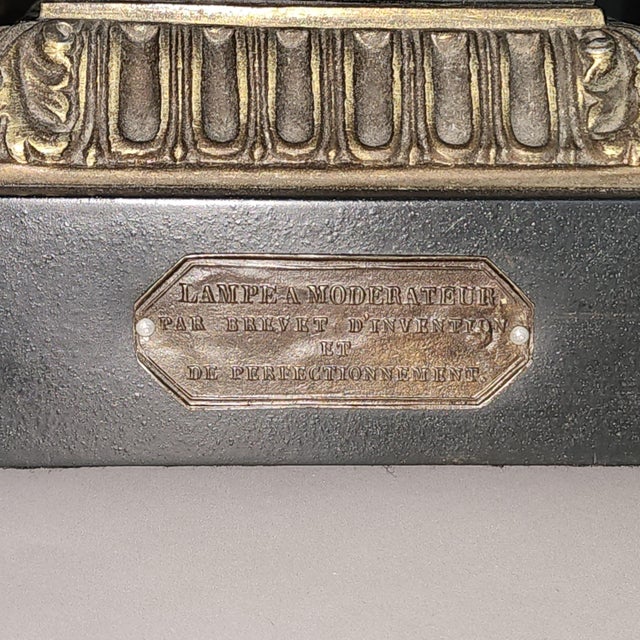 LAMPE A MODERATEUR
PAR BREVET D'INVENTION
ET
DE PERFECTIONNEMENT.